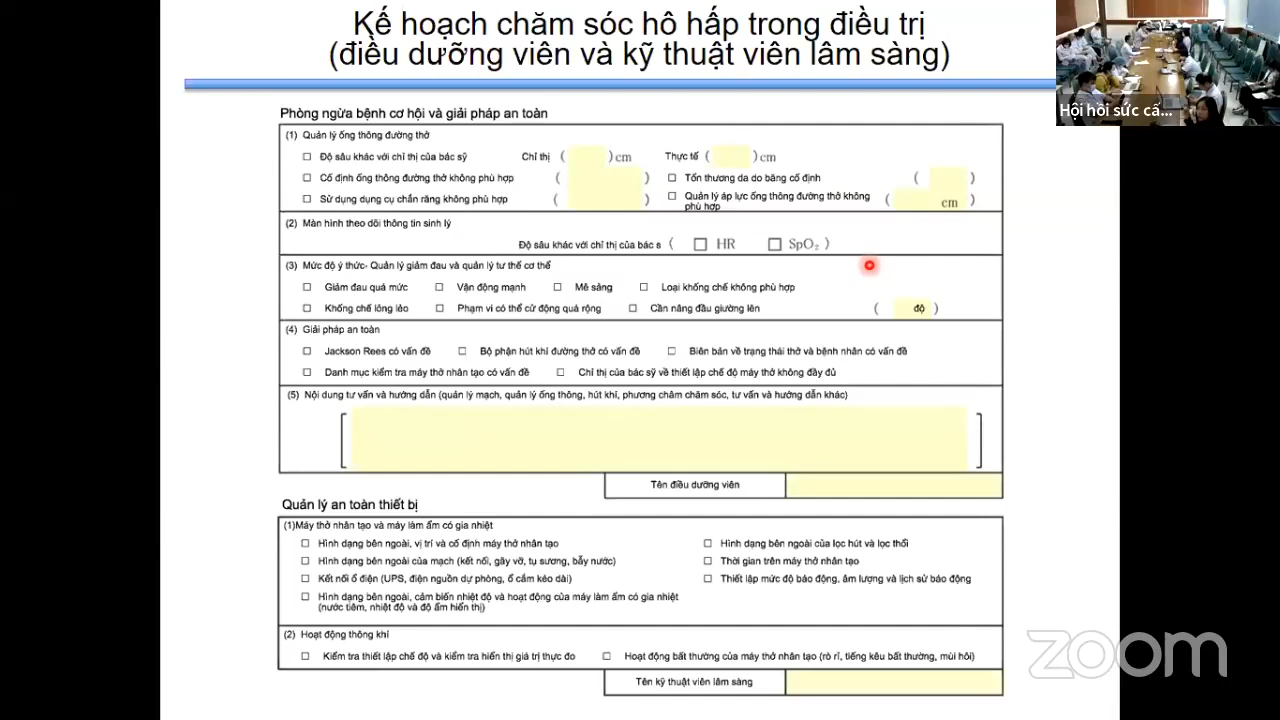 Kế hoạch chăm sóc hô hấp trong điều trị
(điều dưỡng viên và kỹ thuật viên lâm sàng)
Hội hồi sức cấ...
Phòng ngừa bệnh cơ hội và giải pháp an toàn
(1) Quản lý ống thông đường thở
☐ Độ sâu khác với chỉ thị của bác sỹ Chỉ thị ( )cm Thực tế ( )cm
☐ Cố định ống thông đường thở không phù hợp ( ) ☐ Tổn thương da do băng cố định ( )
☐ Sử dụng dụng cụ chắn răng không phù hợp ( ) ☐ Quản lý áp lực ống thông đường thở không phù hợp ( cm )
(2) Màn hình theo dõi thông tin sinh lý
Độ sâu khác với chỉ thị của bác s ( ☐ HR ☐ SpO₂ )
(3) Mức độ ý thức- Quản lý giảm đau và quản lý tư thế cơ thể
☐ Giảm đau quá mức ☐ Vận động mạnh ☐ Mê sảng ☐ Loại khống chế không phù hợp
☐ Khống chế lỏng lẻo ☐ Phạm vi có thể cử động quá rộng ☐ Cần nâng đầu giường lên ( độ )
(4) Giải pháp an toàn
☐ Jackson Rees có vấn đề ☐ Bộ phận hút khí đường thở có vấn đề ☐ Biên bản về trạng thái thở và bệnh nhân có vấn đề
☐ Danh mục kiểm tra máy thở nhân tạo có vấn đề ☐ Chỉ thị của bác sỹ về thiết lập chế độ máy thở không đầy đủ
(5) Nội dung tư vấn và hướng dẫn (quản lý mạch, quản lý ống thông, hút khí, phương châm chăm sóc, tư vấn và hướng dẫn khác)
Tên điều dưỡng viên
Quản lý an toàn thiết bị
(1)Máy thở nhân tạo và máy làm ẩm có gia nhiệt
☐ Hình dạng bên ngoài, vị trí và cố định máy thở nhân tạo ☐ Hình dạng bên ngoài của lọc hút và lọc thổi
☐ Hình dạng bên ngoài của mạch (kết nối, gãy vỡ, tụ sương, bẫy nước) ☐ Thời gian trên máy thở nhân tạo
☐ Kết nối ổ điện (UPS, điện nguồn dự phòng, ổ cắm kéo dài) ☐ Thiết lập mức độ báo động, âm lượng và lịch sử báo động
☐ Hình dạng bên ngoài, cảm biến nhiệt độ và hoạt động của máy làm ẩm có gia nhiệt
(nước tiêm, nhiệt độ và độ ẩm hiển thị)
(2) Hoạt động thông khí
☐ Kiểm tra thiết lập chế độ và kiểm tra hiển thị giá trị thực đo ☐ Hoạt động bất thường của máy thở nhân tạo (rò rỉ, tiếng kêu bất thường, mùi hôi)
Tên kỹ thuật viên lâm sàng
zoom